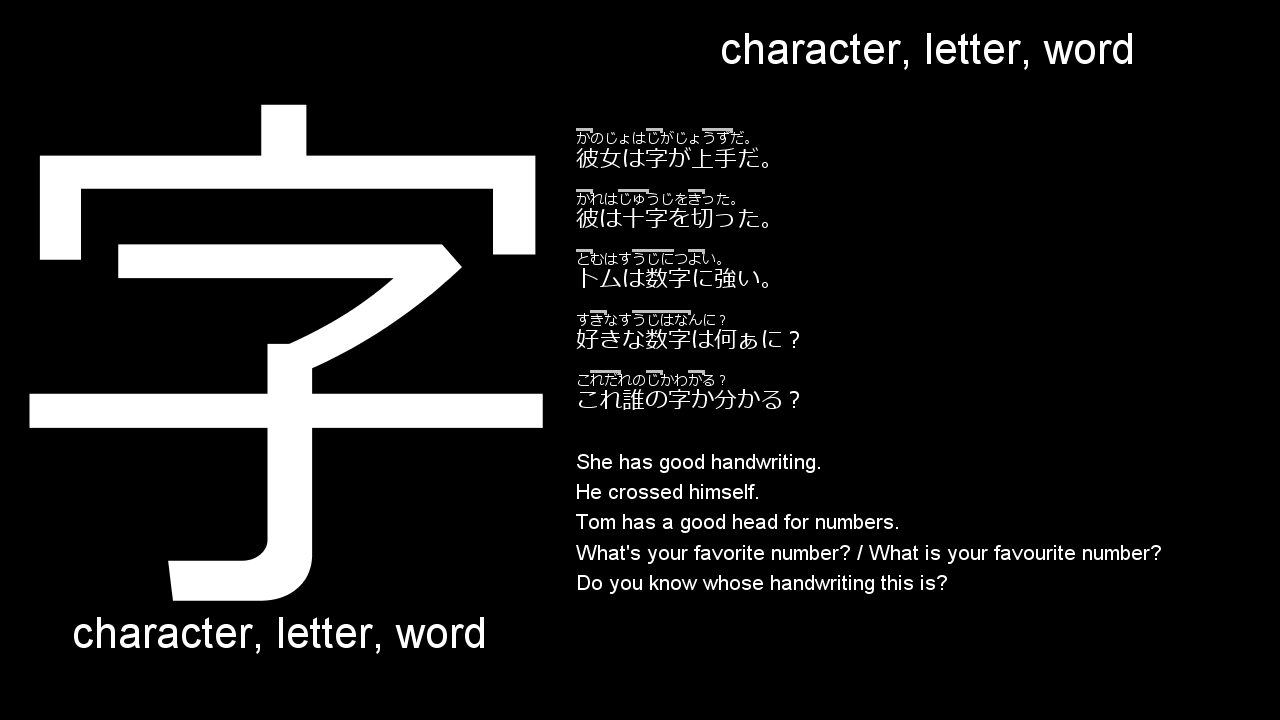 字
character, letter, word
character, letter, word
かのじょはじがじょうずだ。
彼女は字が上手だ。
かれはじゅうじをきった。
彼は十字を切った。
とむはすうじにつよい。
トムは数字に強い。
すきなすうじはなんに？
好きな数字は何ぁに？
これだれのじかわかる？
これ誰の字か分かる？
She has good handwriting.
He crossed himself.
Tom has a good head for numbers.
What's your favorite number? / What is your favourite number?
Do you know whose handwriting this is?